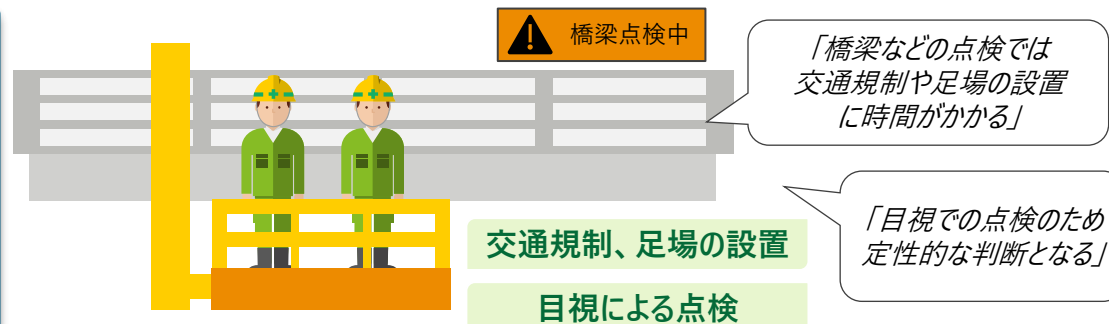 橋梁点検中
「橋梁などの点検では
交通規制や足場の設置
に時間がかかる」
「目視での点検のため
定性的な判断となる」
交通規制、足場の設置
目視による点検